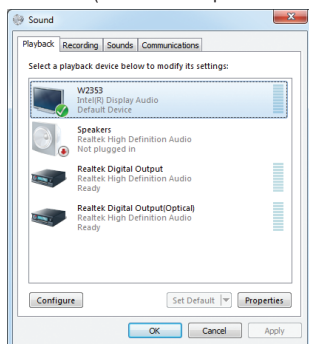 Sound
Playback Recording Sounds Communications
Select a playback device below to modify its settings:
W2353
Intel(R) Display Audio
Default Device
Speakers
Realtek High Definition Audio
Not plugged in
Realtek Digital Output
Realtek High Definition Audio
Ready
Realtek Digital Output(Optical)
Realtek High Definition Audio
Ready
Configure Set Default Properties
OK Cancel Apply